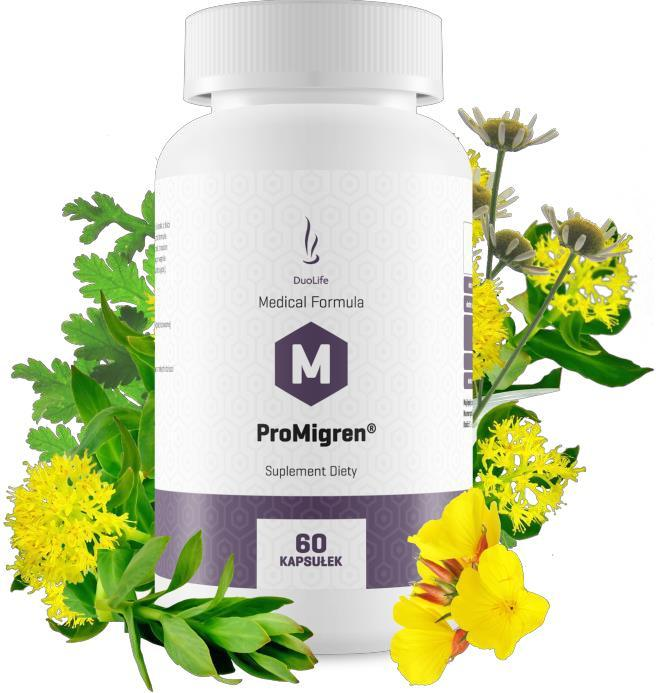 DuoLife
Medical Formula
M
ProMigren®
Suplement Diety
60
KAPSUŁEK